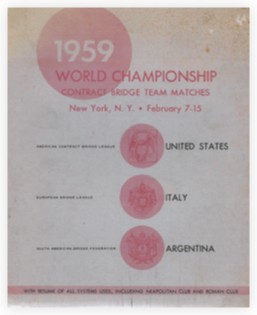 1959
WORLD CHAMPIONSHIP
CONTRACT BRIDGE TEAM MATCHES
New York, N. Y. • February 7-15
AMERICAN CONTRACT BRIDGE LEAGUE
UNITED STATES
EUROPEAN BRIDGE LEAGUE
ITALY
SOUTH AMERICAN BRIDGE FEDERATION
ARGENTINA
WITH RESUME OF ALL SYSTEMS USED, INCLUDING NEAPOLITAN CLUB AND ROMAN CLUB